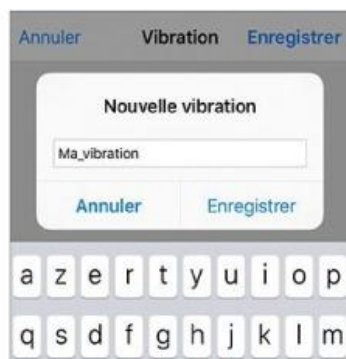 Annuler Vibration Enregistrer
Nouvelle vibration
Ma_vibration
Annuler Enregistrer
a z e r t y u i o p
q s d f g h j k l m